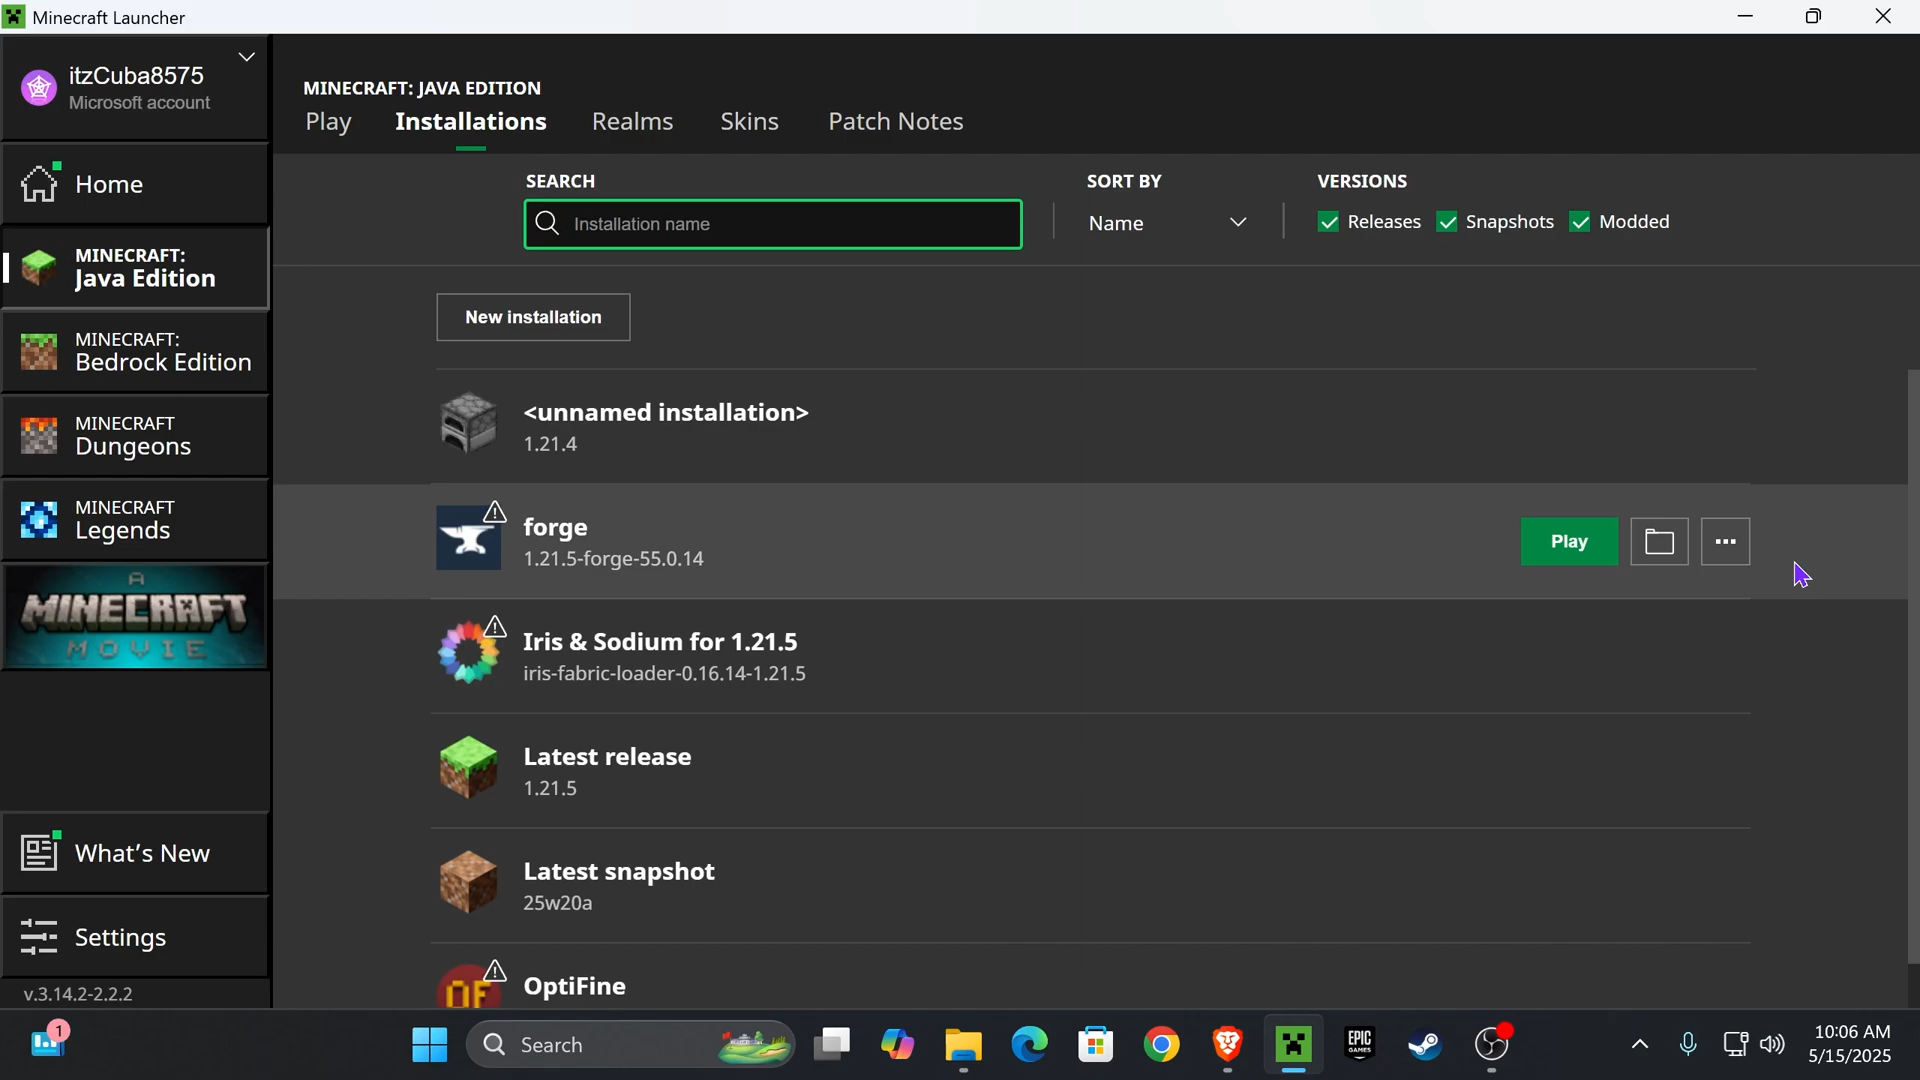 Minecraft Launcher
itzCuba8575
Microsoft account
Home
MINECRAFT:
Java Edition
MINECRAFT:
Bedrock Edition
MINECRAFT
Dungeons
MINECRAFT
Legends
A
MINECRAFT
MOVIE
What's New
Settings
v.3.14.2-2.2.2
MINECRAFT: JAVA EDITION
Play Installations Realms Skins Patch Notes
SEARCH
Installation name
SORT BY
Name
VERSIONS
Releases Snapshots Modded
New installation
<unnamed installation>
1.21.4
forge
1.21.5-forge-55.0.14
Play
Iris & Sodium for 1.21.5
iris-fabric-loader-0.16.14-1.21.5
Latest release
1.21.5
Latest snapshot
25w20a
OF
OptiFine
1
Search
EPIC
GAMES
10:06 AM
5/15/2025